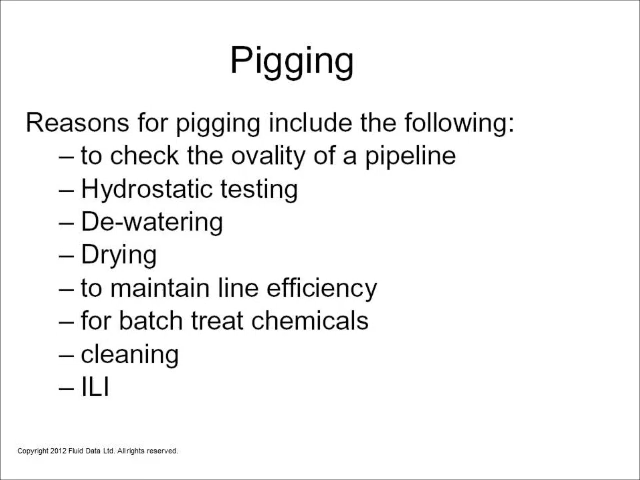 Pigging
Reasons for pigging include the following:
– to check the ovality of a pipeline
– Hydrostatic testing
– De-watering
– Drying
– to maintain line efficiency
– for batch treat chemicals
– cleaning
– ILI
Copyright 2012 Fluid Data Ltd. All rights reserved.